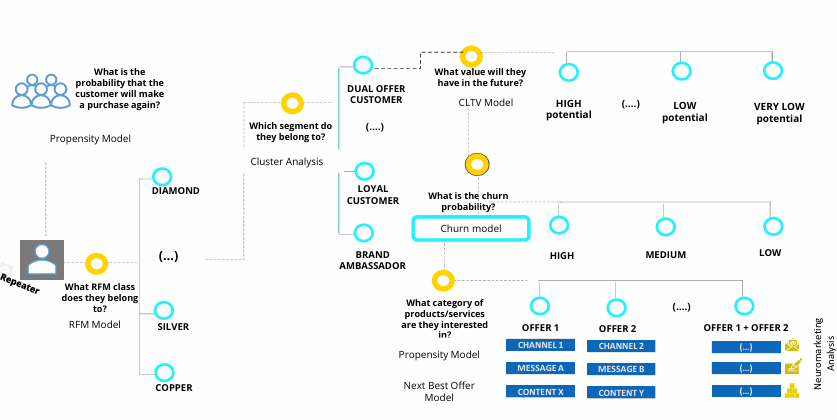 What is the
probability that the
customer will make
a purchase again?
Propensity Model
Repeater
What RFM class
does they belong
to?
RFM Model
DIAMOND
(...)
SILVER
COPPER
Which segment do
they belong to?
Cluster Analysis
DUAL OFFER
CUSTOMER
(....)
LOYAL
CUSTOMER
BRAND
AMBASSADOR
What value will they
have in the future?
CLTV Model
HIGH
potential
(....)
LOW
potential
VERY LOW
potential
What is the churn
probability?
Churn model
HIGH
MEDIUM
LOW
What category of
products/services
are they interested
in?
Propensity Model
Next Best Offer
Model
OFFER 1
CHANNEL 1
MESSAGE A
CONTENT X
OFFER 2
CHANNEL 2
MESSAGE B
CONTENT Y
(....)
OFFER 1 + OFFER 2
(...)
(...)
(...)
Neuromarketing
Analysis